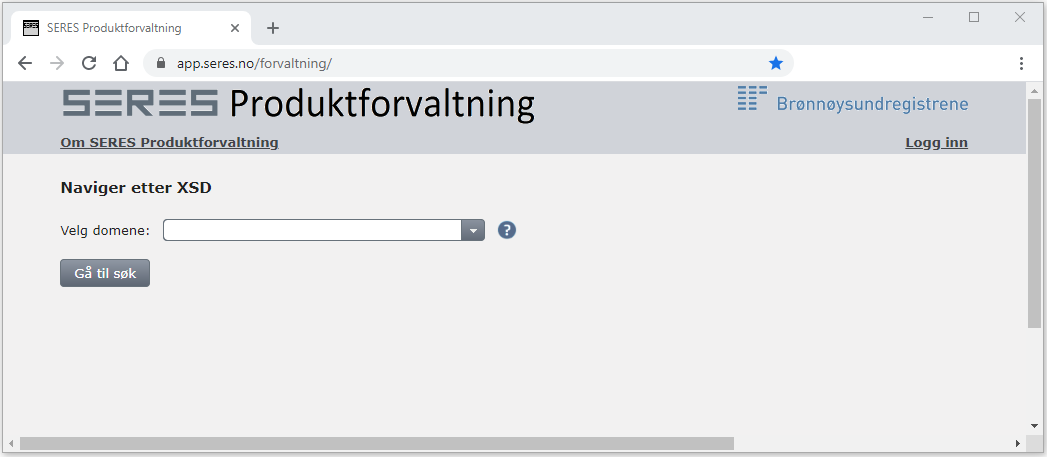 SERES Produktforvaltning
app.seres.no/forvaltning/
SERES Produktforvaltning
Brønnøysundregistrene
Om SERES Produktforvaltning
Logg inn
Naviger etter XSD
Velg domene:
?
Gå til søk